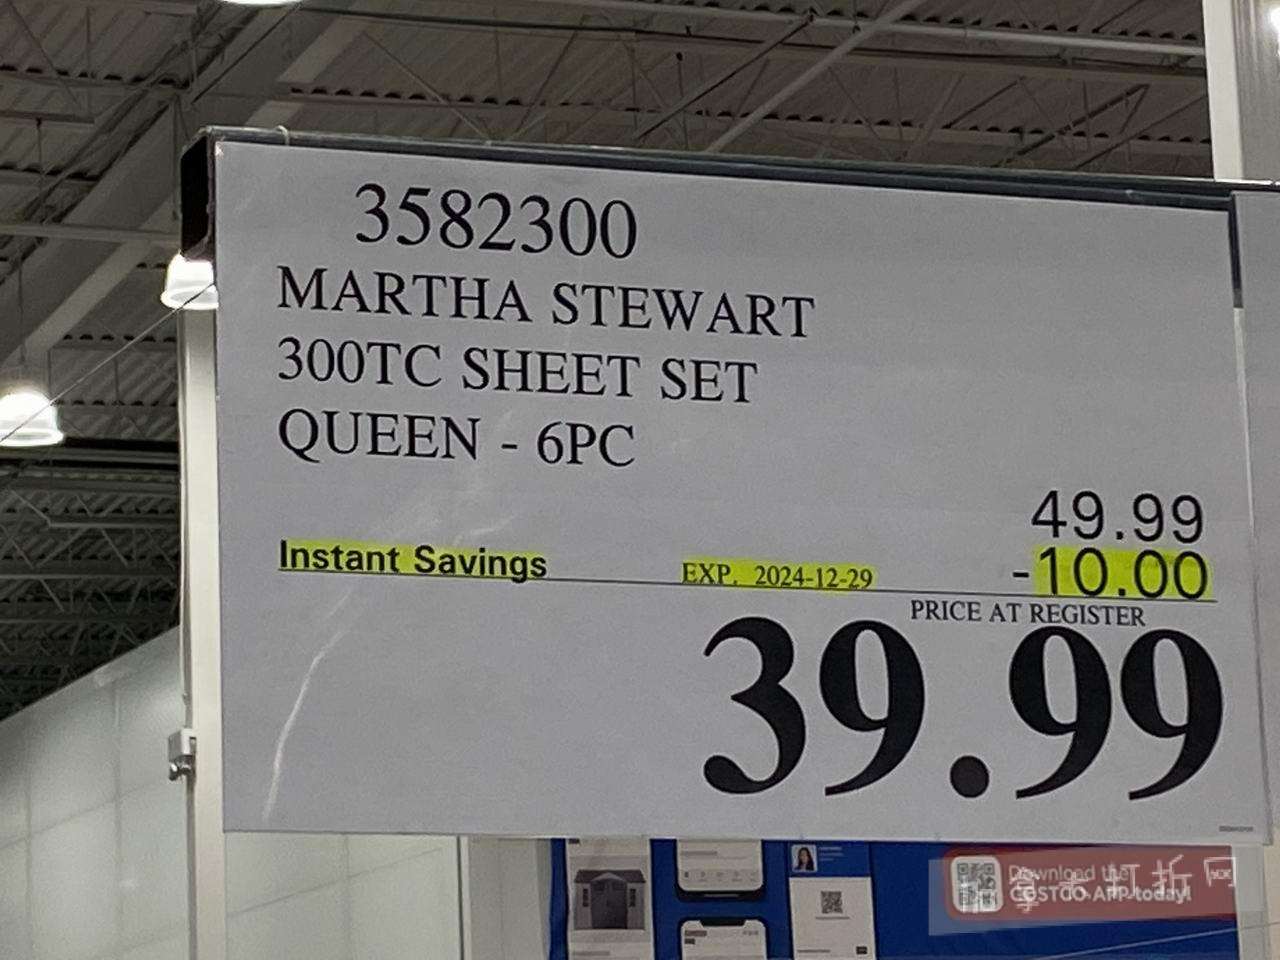 3582300
MARTHA STEWART
300TC SHEET SET
QUEEN - 6PC
49.99
Instant Savings EXP. 2024-12-29 -10.00
PRICE AT REGISTER
39.99
Download the
COSTCO APP today!